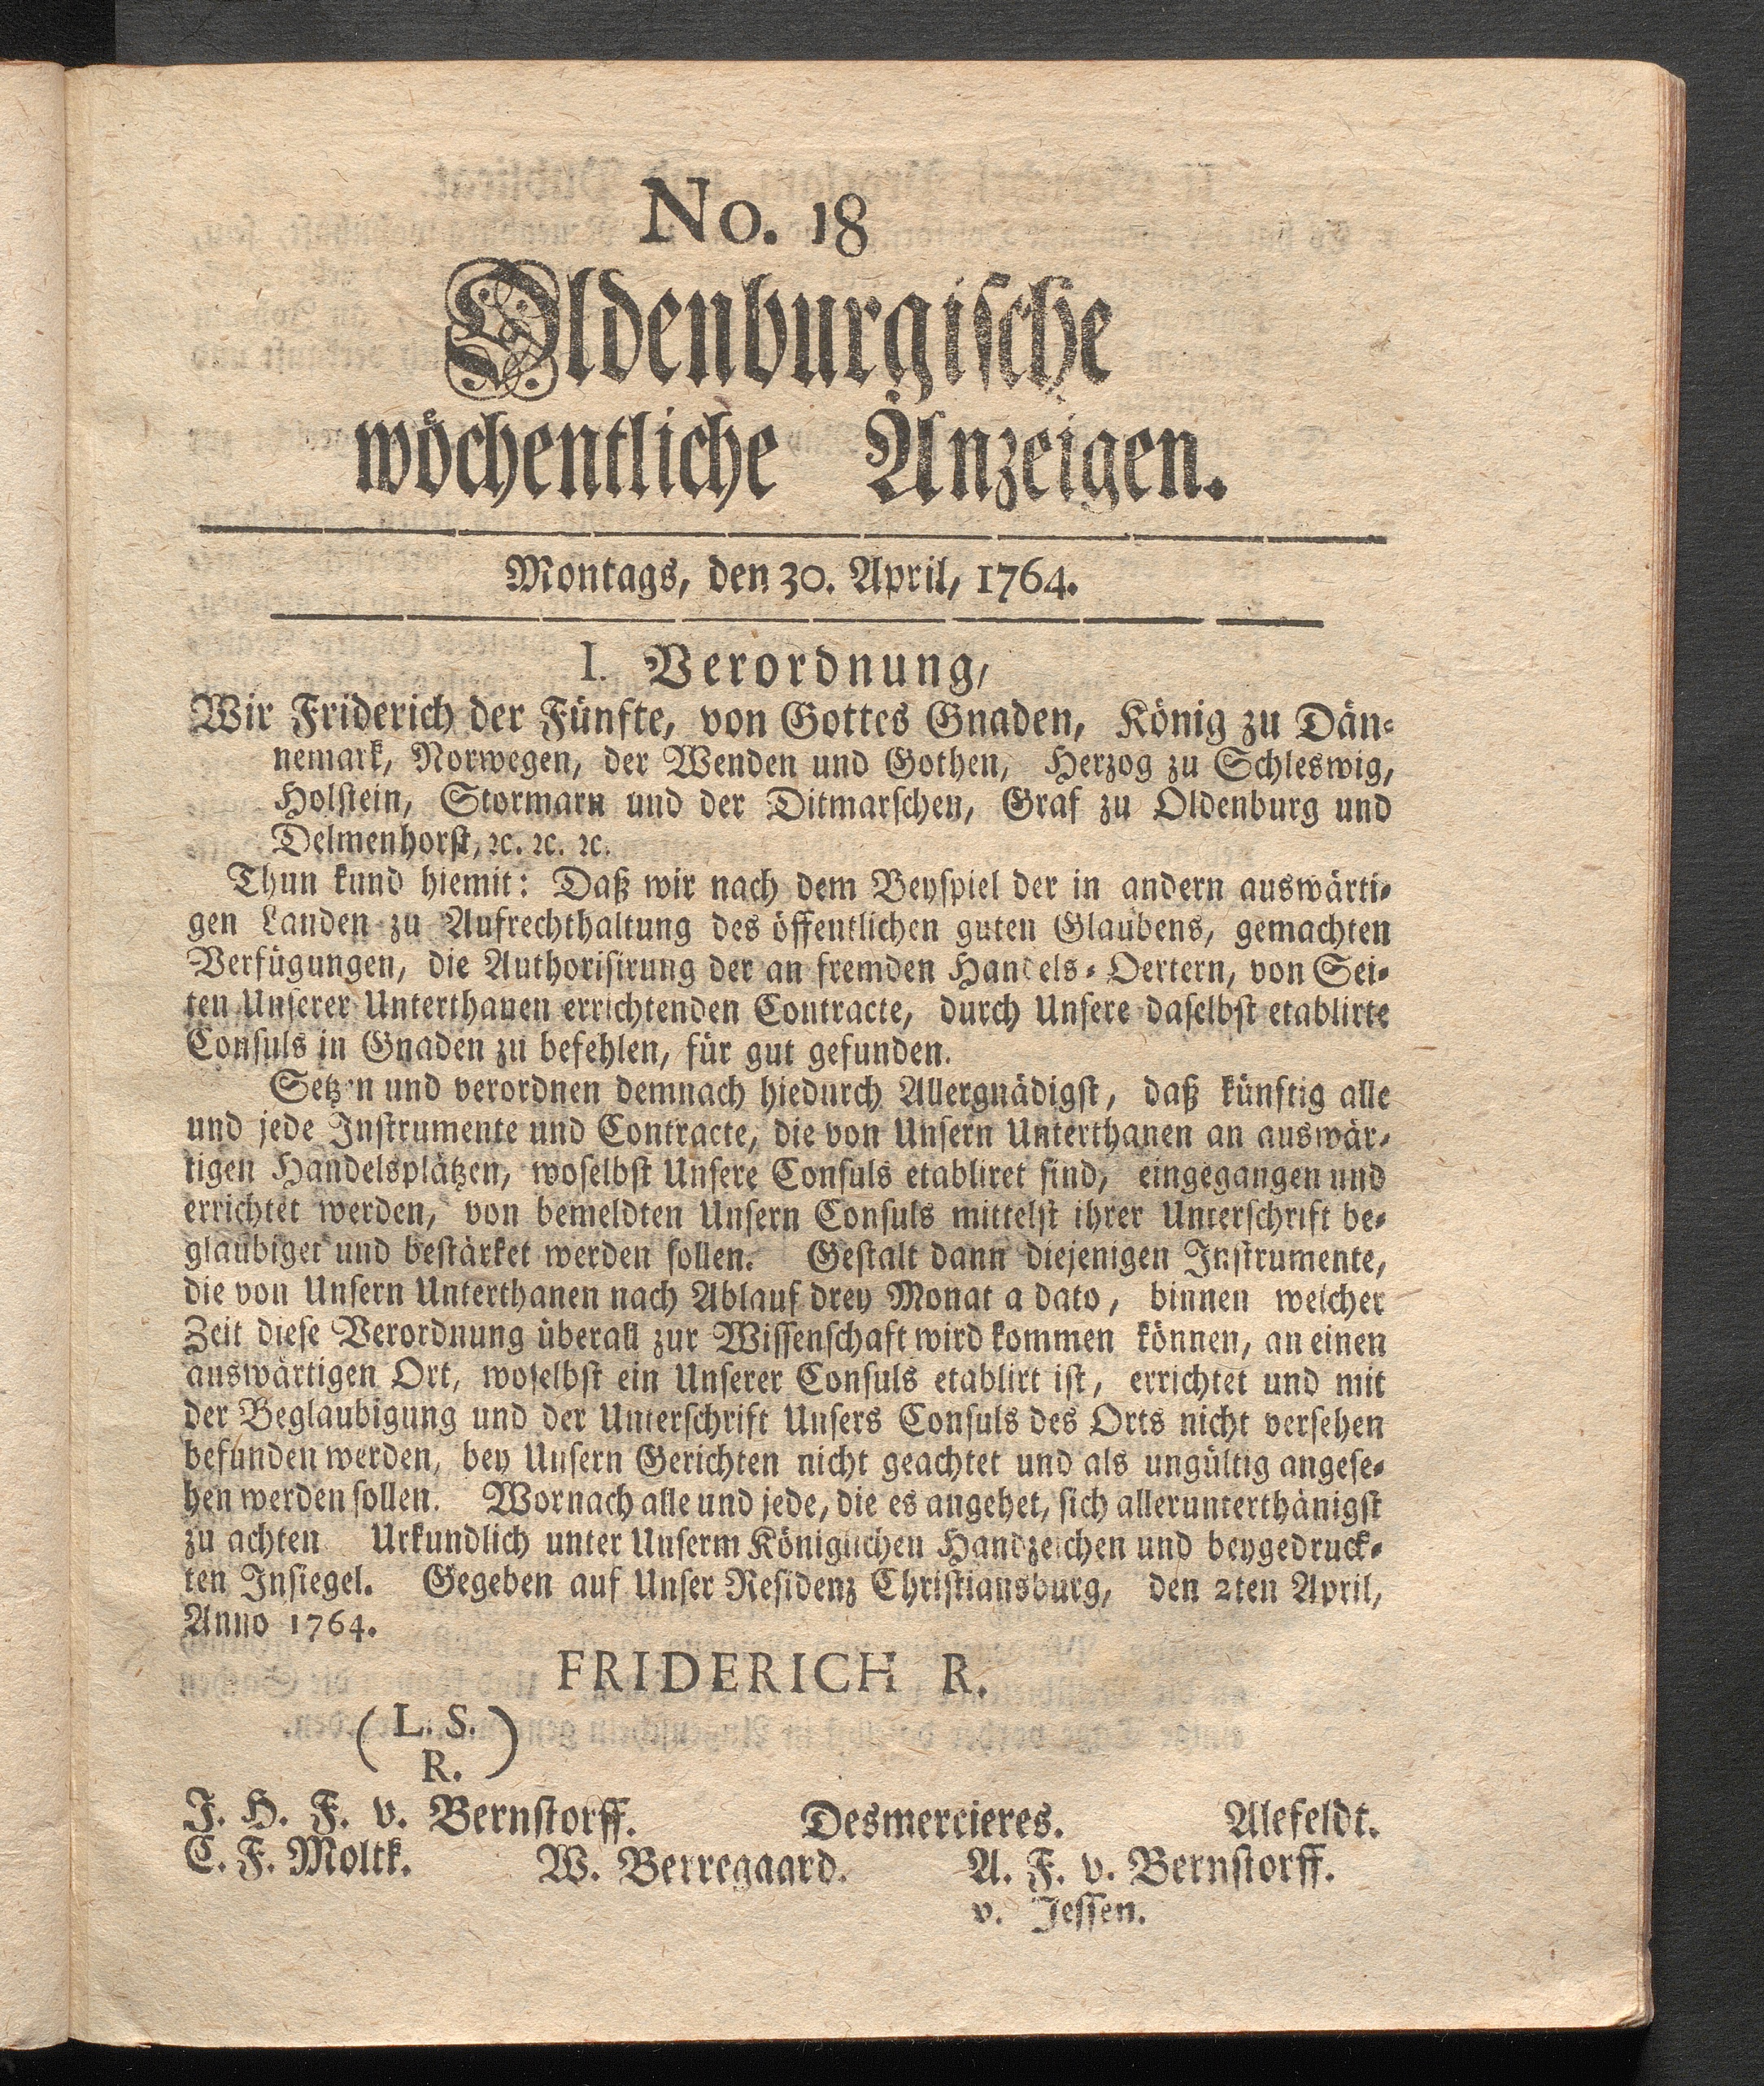 No. 18
Oldenburgische
wöchentliche Anzeigen.
Montags, den 30. April, 1764.
I. Verordnung,
Wir Friderich der Fünfte, von Gottes Gnaden, König zu Dän-
nemark, Norwegen, der Wenden und Gothen, Herzog zu Schleswig,
Holstein, Stormarn und der Ditmarschen, Graf zu Oldenburg und
Delmenhorst, ꝛc. ꝛc. ꝛc.
Thun kund hiemit: Daß wir nach dem Beyspiel der in andern auswärti-
gen Landen zu Aufrechthaltung des öffentlichen guten Glaubens, gemachten
Verfügungen, die Authorisirung der an fremden Handels-Oertern, von Sei-
ten Unserer Unterthanen errichtenden Contracte, durch Unsere daselbst etablirte
Consuls in Gnaden zu befehlen, für gut gefunden.
Setzen und verordnen demnach hiedurch Allergnädigst, daß künftig alle
und jede Instrumente und Contracte, die von Unsern Unterthanen an auswär-
tigen Handelsplätzen, woselbst Unsere Consuls etabliret sind, eingegangen und
errichtet werden, von bemeldten Unsern Consuls mittelst ihrer Unterschrift be-
glaubiget und bestärket werden sollen. Gestalt dann diejenigen Instrumente,
die von Unsern Unterthanen nach Ablauf drey Monat a dato, binnen welcher
Zeit diese Verordnung überall zur Wissenschaft wird kommen können, an einen
auswärtigen Ort, woselbst ein Unserer Consuls etablirt ist, errichtet und mit
der Beglaubigung und der Unterschrift Unsers Consuls des Orts nicht versehen
befunden werden, bey Unsern Gerichten nicht geachtet und als ungültig angese-
hen werden sollen. Wornach alle und jede, die es angehet, sich allerunterthänigst
zu achten Urkundlich unter Unserm Königlichen Handzeichen und beygedruck-
ten Insiegel. Gegeben auf Unser Residenz Christiansburg, den 2ten April,
Anno 1764.
FRIDERICH R.
(L. S.)
R.
J. H. F. v. Bernstorff. Desmercieres. Alefeldt.
C. F. Moltk. W. Berregaard. A. F. v. Bernstorff.
v. Jessen.